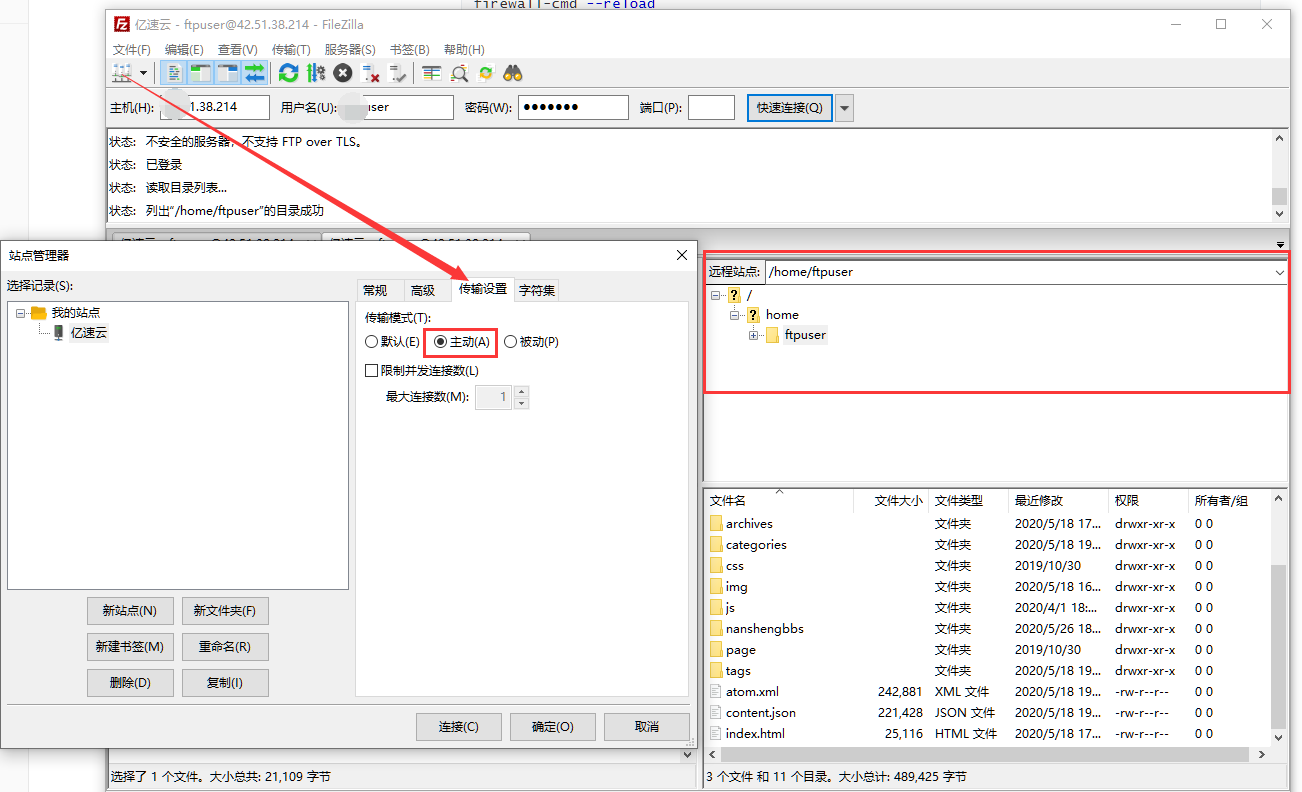 firewall-cmd --reload
亿速云 - ftpuser@42.51.38.214 - FileZilla
文件(F) 编辑(E) 查看(V) 传输(T) 服务器(S) 书签(B) 帮助(H)
主机(H): 1.38.214 用户名(U): user 密码(W): ●●●●●●● 端口(P): 快速连接(Q)
状态: 不安全的服务器，不支持 FTP over TLS。
状态: 已登录
状态: 读取目录列表...
状态: 列出“/home/ftpuser”的目录成功
站点管理器
选择记录(S):
我的站点
亿速云
新站点(N) 新文件夹(F)
新建书签(M) 重命名(R)
删除(D) 复制(I)
常规 高级 传输设置 字符集
传输模式(T):
默认(E) 主动(A) 被动(P)
限制并发连接数(L)
最大连接数(M): 1
连接(C) 确定(O) 取消
选择了 1 个文件。大小总共: 21,109 字节
远程站点: /home/ftpuser
/
home
ftpuser
文件名 文件大小 文件类型 最近修改 权限 所有者/组
archives 文件夹 2020/5/18 17... drwxr-xr-x 0 0
categories 文件夹 2020/5/18 19... drwxr-xr-x 0 0
css 文件夹 2019/10/30 drwxr-xr-x 0 0
img 文件夹 2020/5/18 16... drwxr-xr-x 0 0
js 文件夹 2020/4/1 18:... drwxr-xr-x 0 0
nanshengbbs 文件夹 2020/5/26 18... drwxr-xr-x 0 0
page 文件夹 2019/10/30 drwxr-xr-x 0 0
tags 文件夹 2020/5/18 19... drwxr-xr-x 0 0
atom.xml 242,881 XML 文件 2020/5/18 19... -rw-r--r-- 0 0
content.json 221,428 JSON 文件 2020/5/18 19... -rw-r--r-- 0 0
index.html 25,116 HTML 文件 2020/5/18 17... -rw-r--r-- 0 0
3 个文件 和 11 个目录。大小总计: 489,425 字节